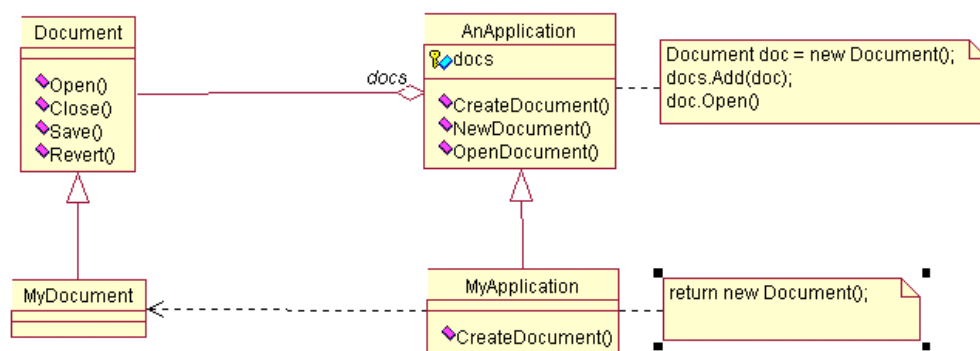 Document
Open()
Close()
Save()
Revert()
docs
AnApplication
docs
CreateDocument()
NewDocument()
OpenDocument()
Document doc = new Document();
docs.Add(doc);
doc.Open()
MyDocument
MyApplication
CreateDocument()
return new Document();